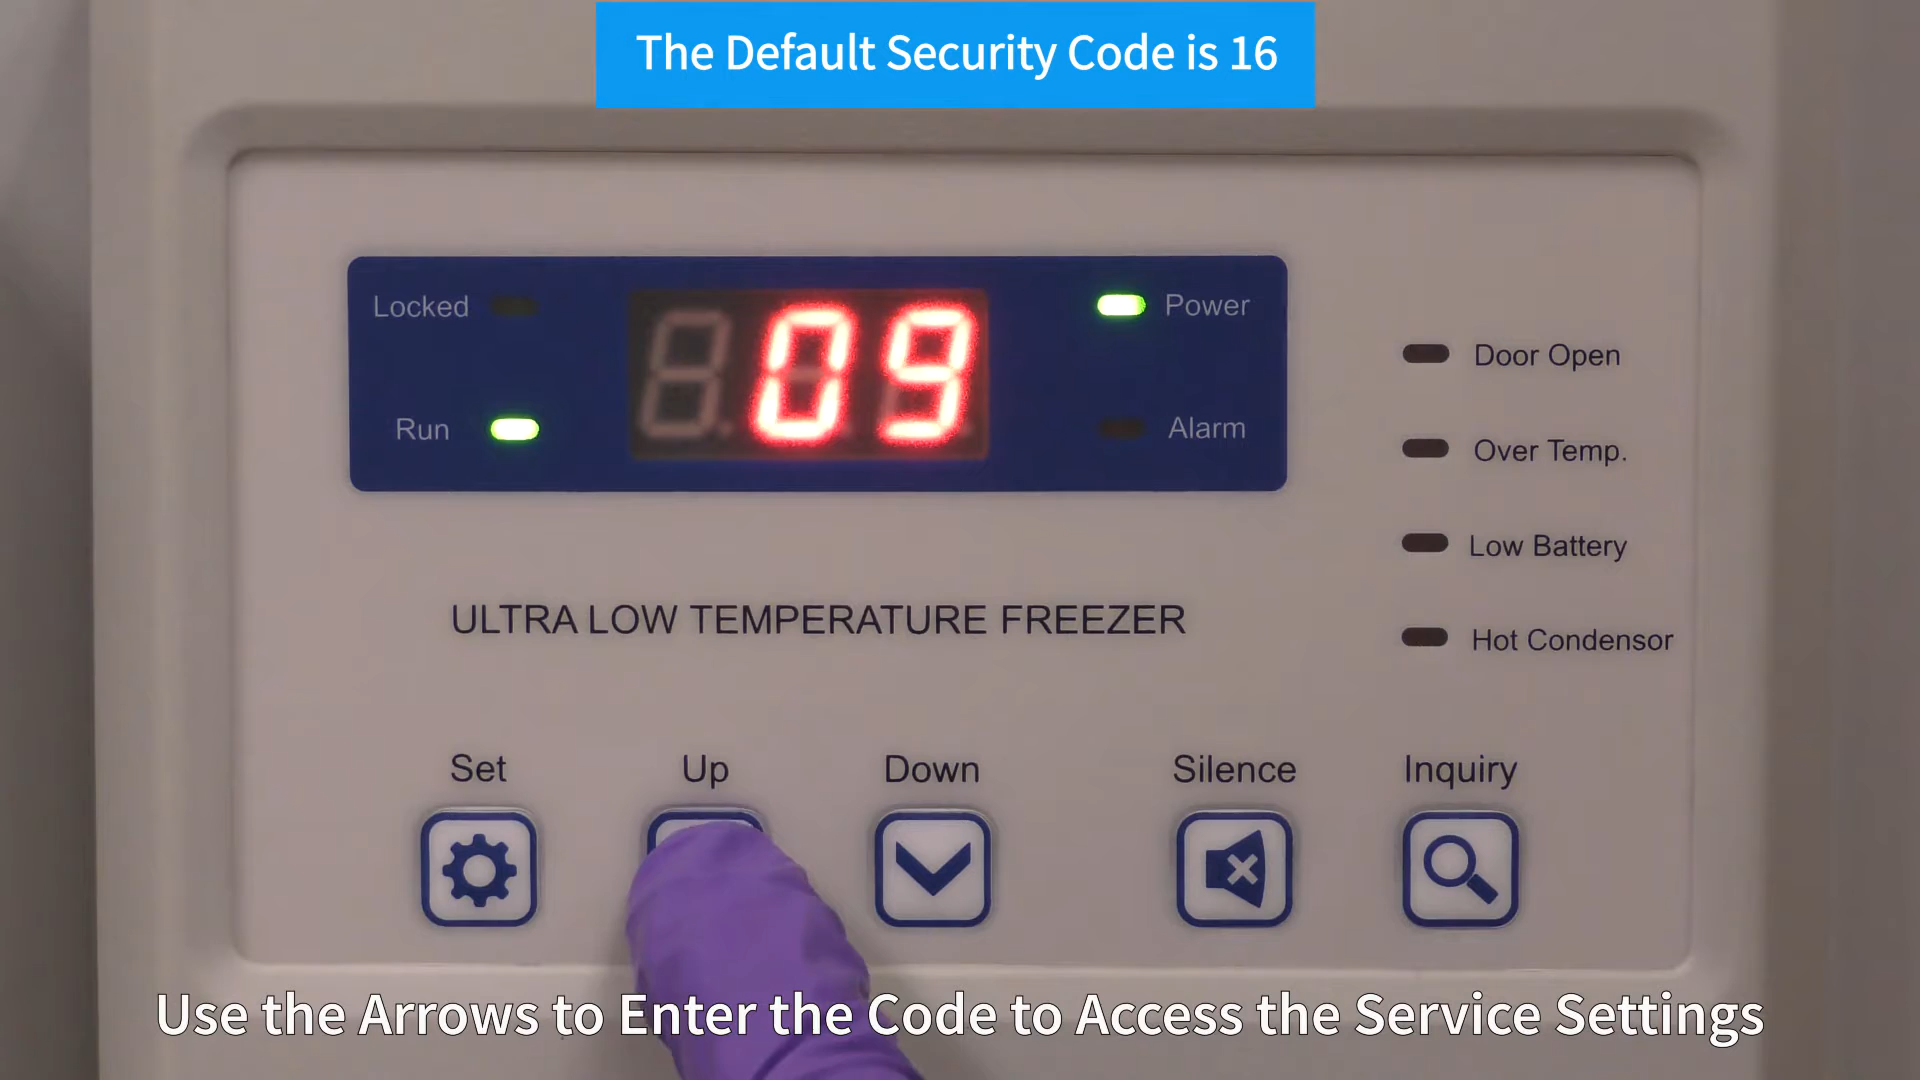 The Default Security Code is 16
Locked
Power
09
Run
Alarm
Door Open
Over Temp.
Low Battery
Hot Condensor
ULTRA LOW TEMPERATURE FREEZER
Set
Up
Down
Silence
Inquiry
Use the Arrows to Enter the Code to Access the Service Settings